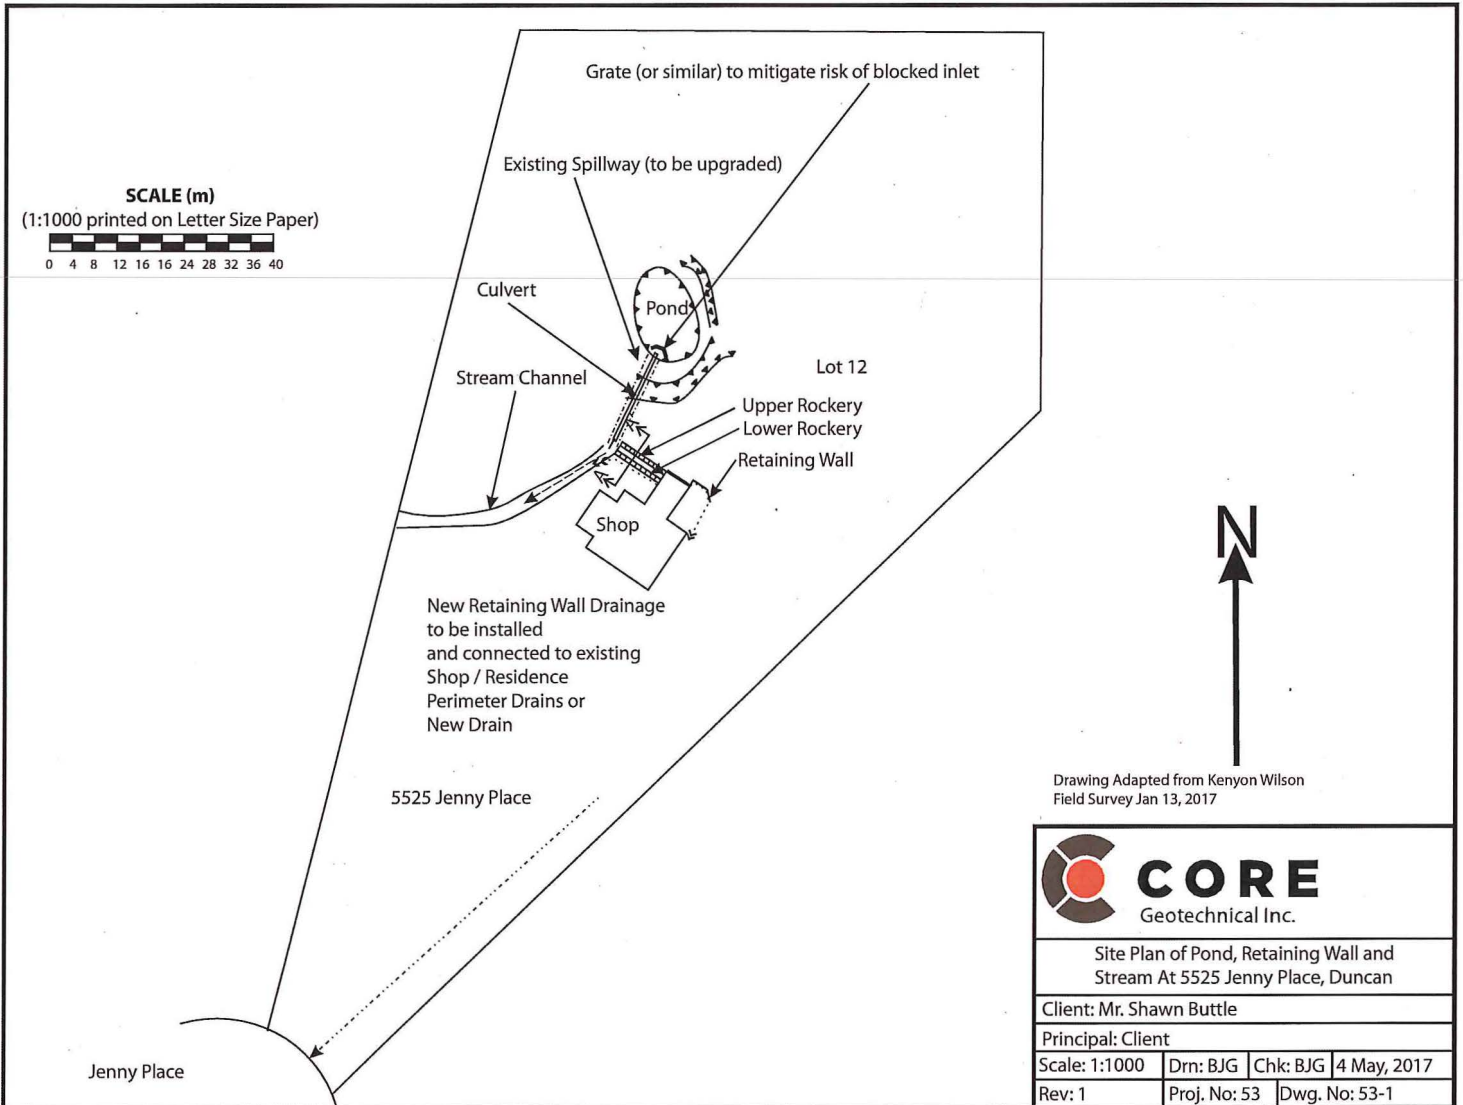 Grate (or similar) to mitigate risk of blocked inlet
Existing Spillway (to be upgraded)
SCALE (m)
(1:1000 printed on Letter Size Paper)
0 4 8 12 16 16 24 28 32 36 40
Culvert
Pond
Stream Channel
Lot 12
Upper Rockery
Lower Rockery
Retaining Wall
Shop
N
New Retaining Wall Drainage
to be installed
and connected to existing
Shop / Residence
Perimeter Drains or
New Drain
5525 Jenny Place
Drawing Adapted from Kenyon Wilson
Field Survey Jan 13, 2017
Jenny Place
CORE
Geotechnical Inc.
Site Plan of Pond, Retaining Wall and
Stream At 5525 Jenny Place, Duncan
Client: Mr. Shawn Buttle
Principal: Client
Scale: 1:1000 Drn: BJG Chk: BJG 4 May, 2017
Rev: 1 Proj. No: 53 Dwg. No: 53-1